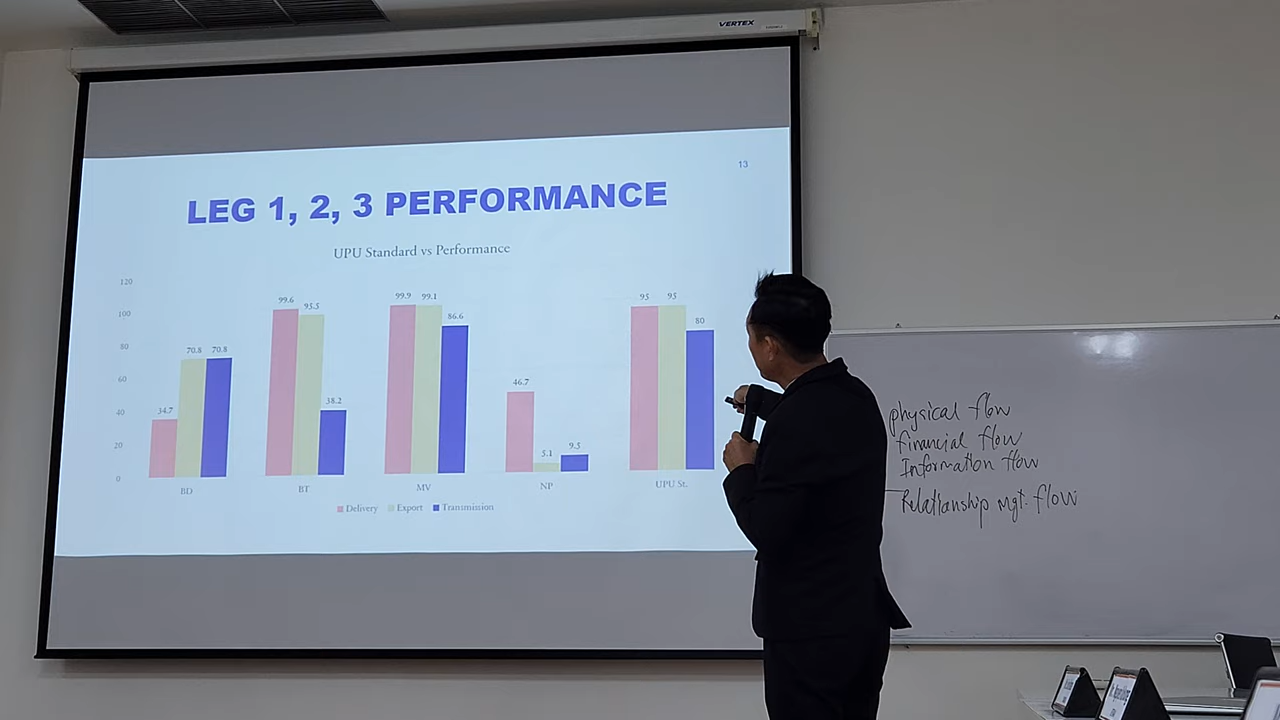 VERTEX
13
LEG 1, 2, 3 PERFORMANCE
UPU Standard vs Performance
120
100
80
60
40
20
0
34.7 70.8 70.8
99.6 95.5 38.2
99.9 99.1 86.6
46.7 5.1 9.5
95 95 80
BD BT MV NP UPU St.
Delivery Export Transmission
physical flow
financial flow
Information flow
Relationship mgt. flow